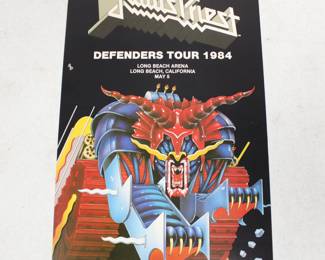 Judas Priest
DEFENDERS TOUR 1984
LONG BEACH ARENA
LONG BEACH, CALIFORNIA
MAY 5